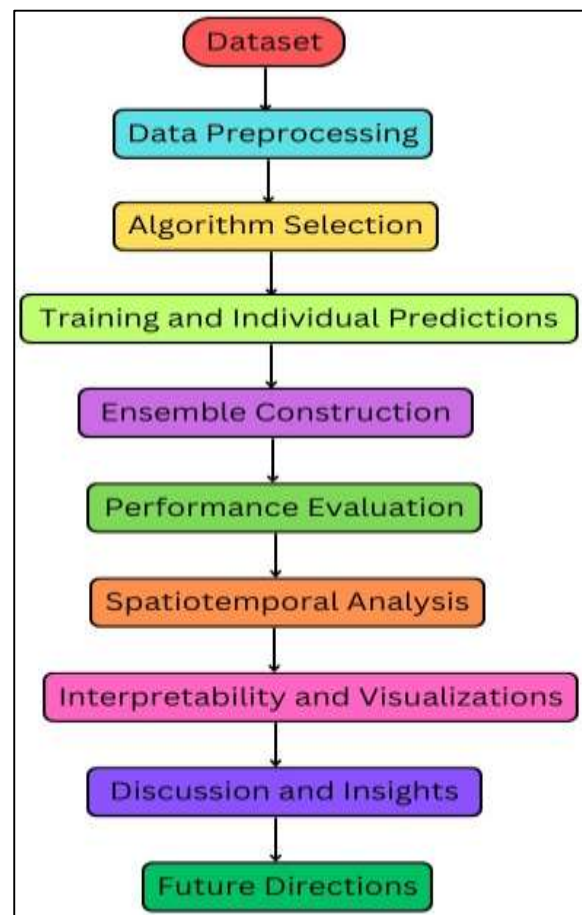 Dataset
Data Preprocessing
Algorithm Selection
Training and Individual Predictions
Ensemble Construction
Performance Evaluation
Spatiotemporal Analysis
Interpretability and Visualizations
Discussion and Insights
Future Directions